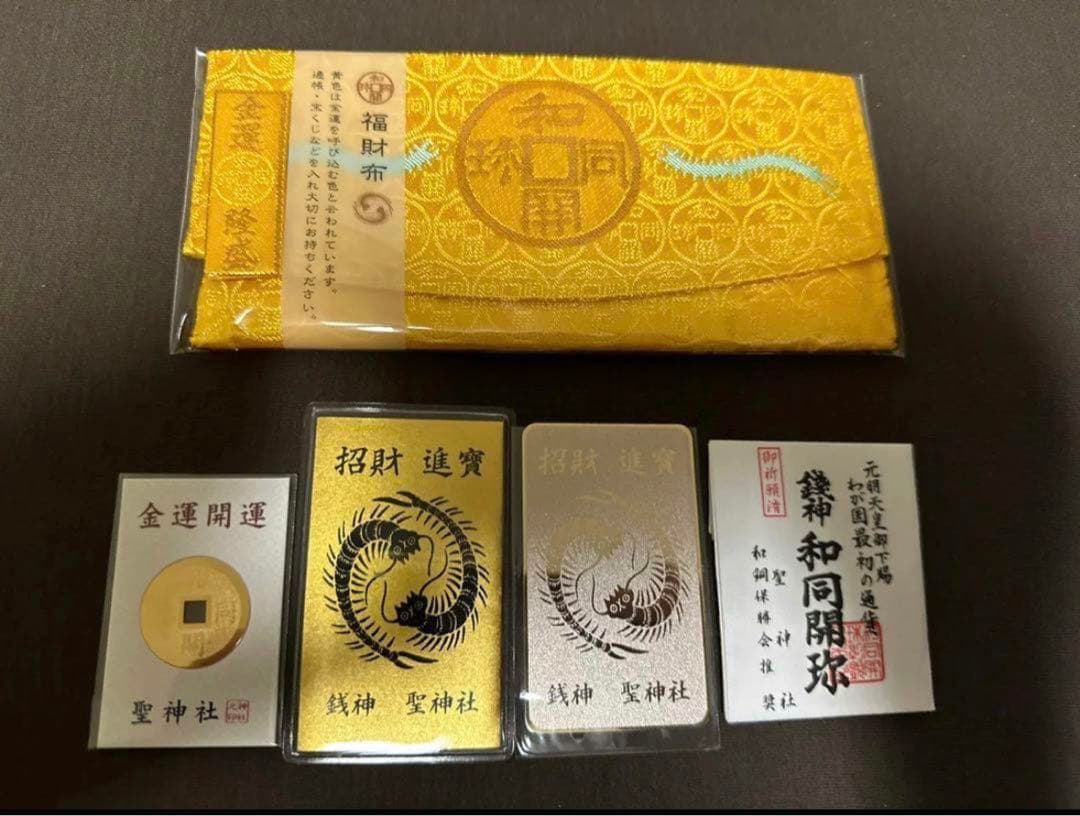 金運
隆盛
和同開珎
福財布
黄色は金運を呼び込む色と云われています。
通帳・宝くじなどを入れ大切にお持ちください。
和同開珎
金運開運
聖神社
招財 進寶
銭神 聖神社
招財 進寶
銭神 聖神社
元明天皇御下賜
わが国最初の通貨
銭神 和同開珎
御祈願済
聖神社
和銅保勝会推奨